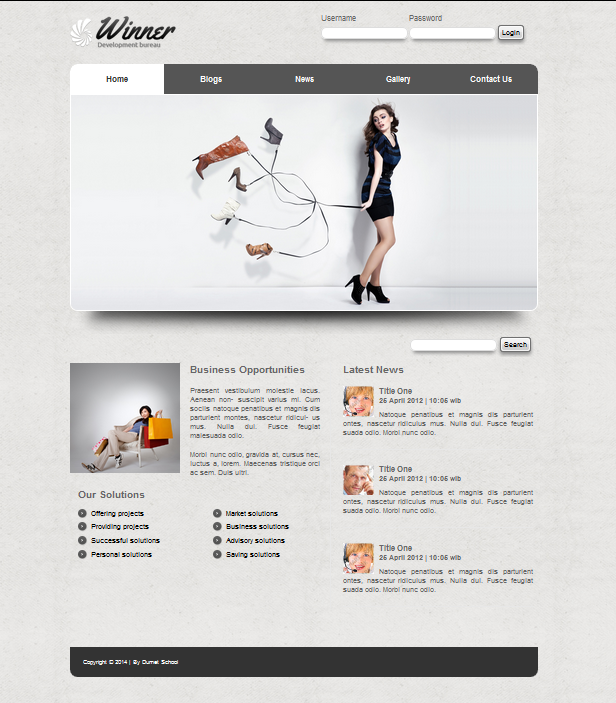 Winner
Development bureau
Username Password
Login
Home Blogs News Gallery Contact Us
Search
Business Opportunities
Praesent vestibulum molestie lacus.
Aenean non- suscipit varius mi. Cum
sociis natoque penatibus et magnis dis
parturient montes, nascetur ridicul- us
mus. Nulla dui. Fusce feugiat
malesuada odio.
Morbi nunc odio, gravida at, cursus nec,
luctus a, lorem. Maecenas tristique orci
ac sem. Duis ultri.
Latest News
Title One
26 April 2012 | 10:05 wib
Natoque penatibus et magnis dis parturient
ontes, nascetur ridiculus mus. Nulla dui. Fusce feugiat
suada odio. Morbi nunc odio.
Title One
26 April 2012 | 10:05 wib
Natoque penatibus et magnis dis parturient
ontes, nascetur ridiculus mus. Nulla dui. Fusce feugiat
suada odio. Morbi nunc odio.
Title One
26 April 2012 | 10:05 wib
Natoque penatibus et magnis dis parturient
ontes, nascetur ridiculus mus. Nulla dui. Fusce feugiat
suada odio. Morbi nunc odio.
Our Solutions
Offering projects
Providing projects
Successful solutions
Personal solutions
Market solutions
Business solutions
Advisory solutions
Saving solutions
Copyright © 2014 | By Dumet School